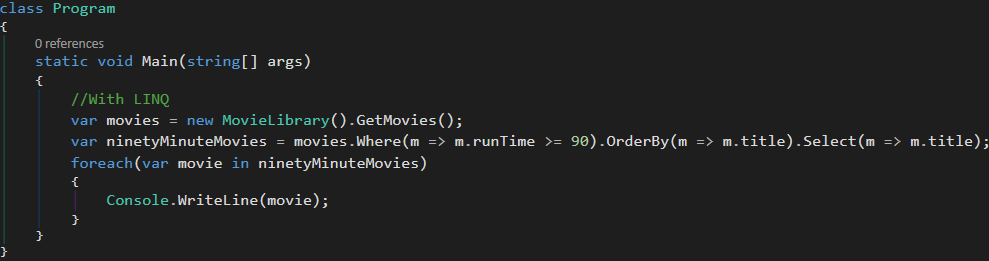 class Program
{
0 references
static void Main(string[] args)
{
//With LINQ
var movies = new MovieLibrary().GetMovies();
var ninetyMinuteMovies = movies.Where(m => m.runTime >= 90).OrderBy(m => m.title).Select(m => m.title);
foreach(var movie in ninetyMinuteMovies)
{
Console.WriteLine(movie);
}
}
}